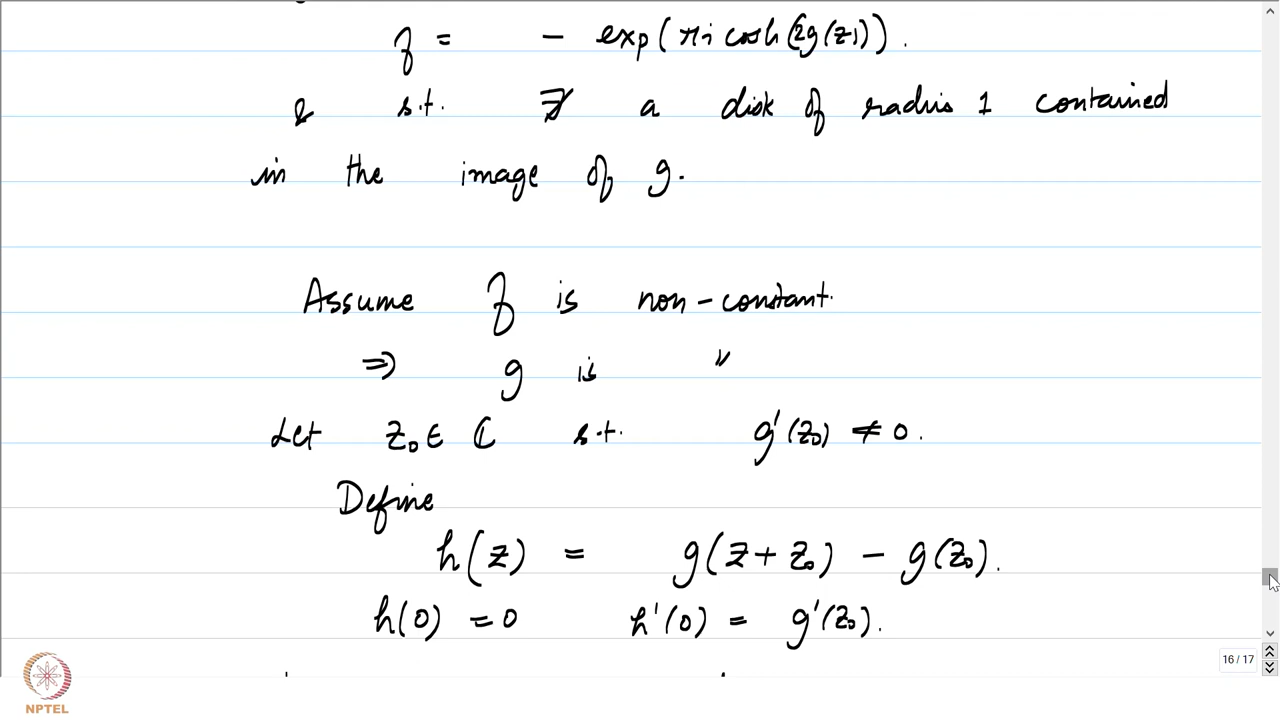 f = - exp(πi cosh(2g(z))).
& s.t. ∄ a disk of radius 1 contained
in the image of g.
Assume f is non-constant.
⇒ g is "
Let z₀ ∈ ℂ s.t. g'(z₀) ≠ 0.
Define
h(z) = g(z+z₀) - g(z₀).
h(0) = 0 h'(0) = g'(z₀).
16 / 17
NPTEL